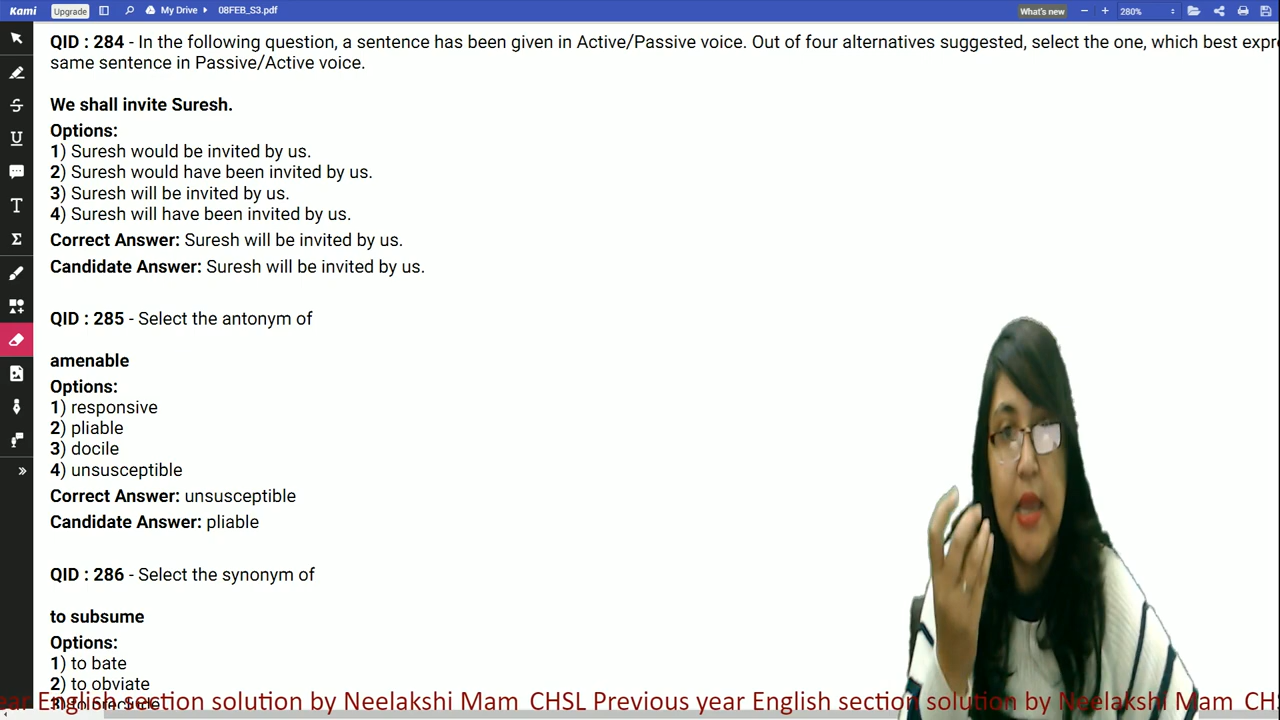 Kami Upgrade My Drive 08FEB_S3.pdf What's new 280%
QID : 284 - In the following question, a sentence has been given in Active/Passive voice. Out of four alternatives suggested, select the one, which best expr
same sentence in Passive/Active voice.
We shall invite Suresh.
Options:
1) Suresh would be invited by us.
2) Suresh would have been invited by us.
3) Suresh will be invited by us.
4) Suresh will have been invited by us.
Correct Answer: Suresh will be invited by us.
Candidate Answer: Suresh will be invited by us.
QID : 285 - Select the antonym of
amenable
Options:
1) responsive
2) pliable
3) docile
4) unsusceptible
Correct Answer: unsusceptible
Candidate Answer: pliable
QID : 286 - Select the synonym of
to subsume
Options:
1) to bate
2) to obviate
3) to preclude
ear English section solution by Neelakshi Mam CHSL Previous year English section solution by Neelakshi Mam CHS